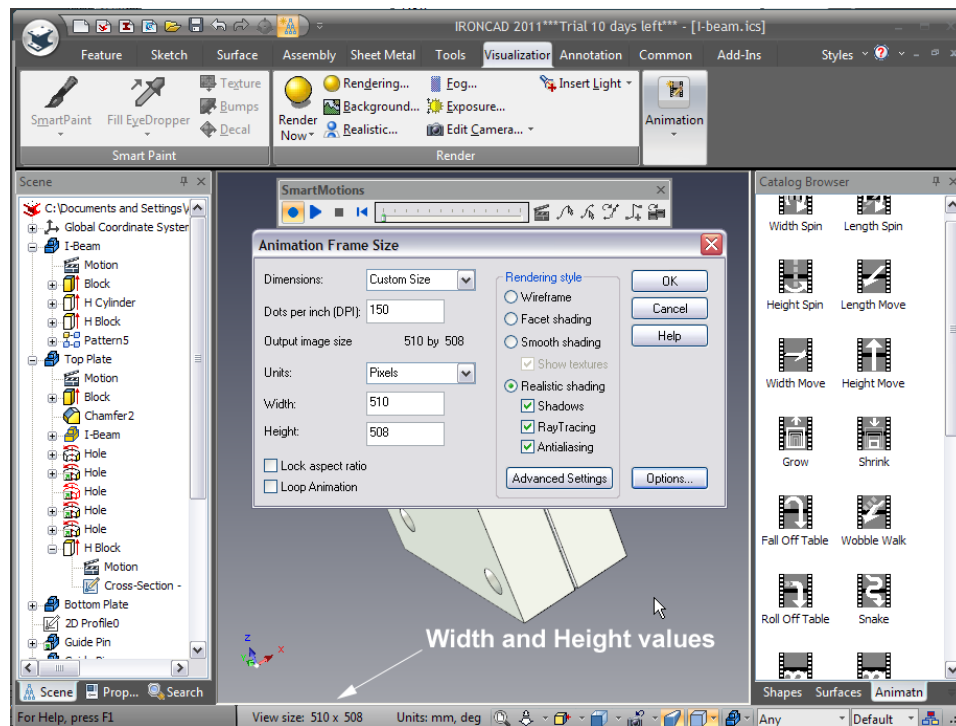 IRONCAD 2011***Trial 10 days left*** - [I-beam.ics]
Feature Sketch Surface Assembly Sheet Metal Tools Visualization Annotation Common Add-Ins Styles
SmartPaint
Fill EyeDropper
Texture
Bumps
Decal
Smart Paint
Render Now
Rendering...
Background...
Realistic...
Fog...
Exposure...
Edit Camera...
Insert Light
Render
Animation
Scene
C:\Documents and Settings\
Global Coordinate Syster
I-Beam
Motion
Block
H Cylinder
H Block
Pattern5
Top Plate
Motion
Block
Chamfer2
I-Beam
Hole
Hole
Hole
Hole
Hole
H Block
Motion
Cross-Section -
Bottom Plate
2D Profile0
Guide Pin
Scene Prop... Search
SmartMotions
Animation Frame Size
Dimensions: Custom Size
Dots per inch (DPI): 150
Output image size 510 by 508
Units: Pixels
Width: 510
Height: 508
Lock aspect ratio
Loop Animation
Rendering style
Wireframe
Facet shading
Smooth shading
Show textures
Realistic shading
Shadows
RayTracing
Antialiasing
Advanced Settings
OK
Cancel
Help
Options...
z
x
Width and Height values
Catalog Browser
Width Spin Length Spin
Height Spin Length Move
Width Move Height Move
Grow Shrink
Fall Off Table Wobble Walk
Roll Off Table Snake
Shapes Surfaces Animatn
For Help, press F1
View size: 510 x 508
Units: mm, deg
Any
Default